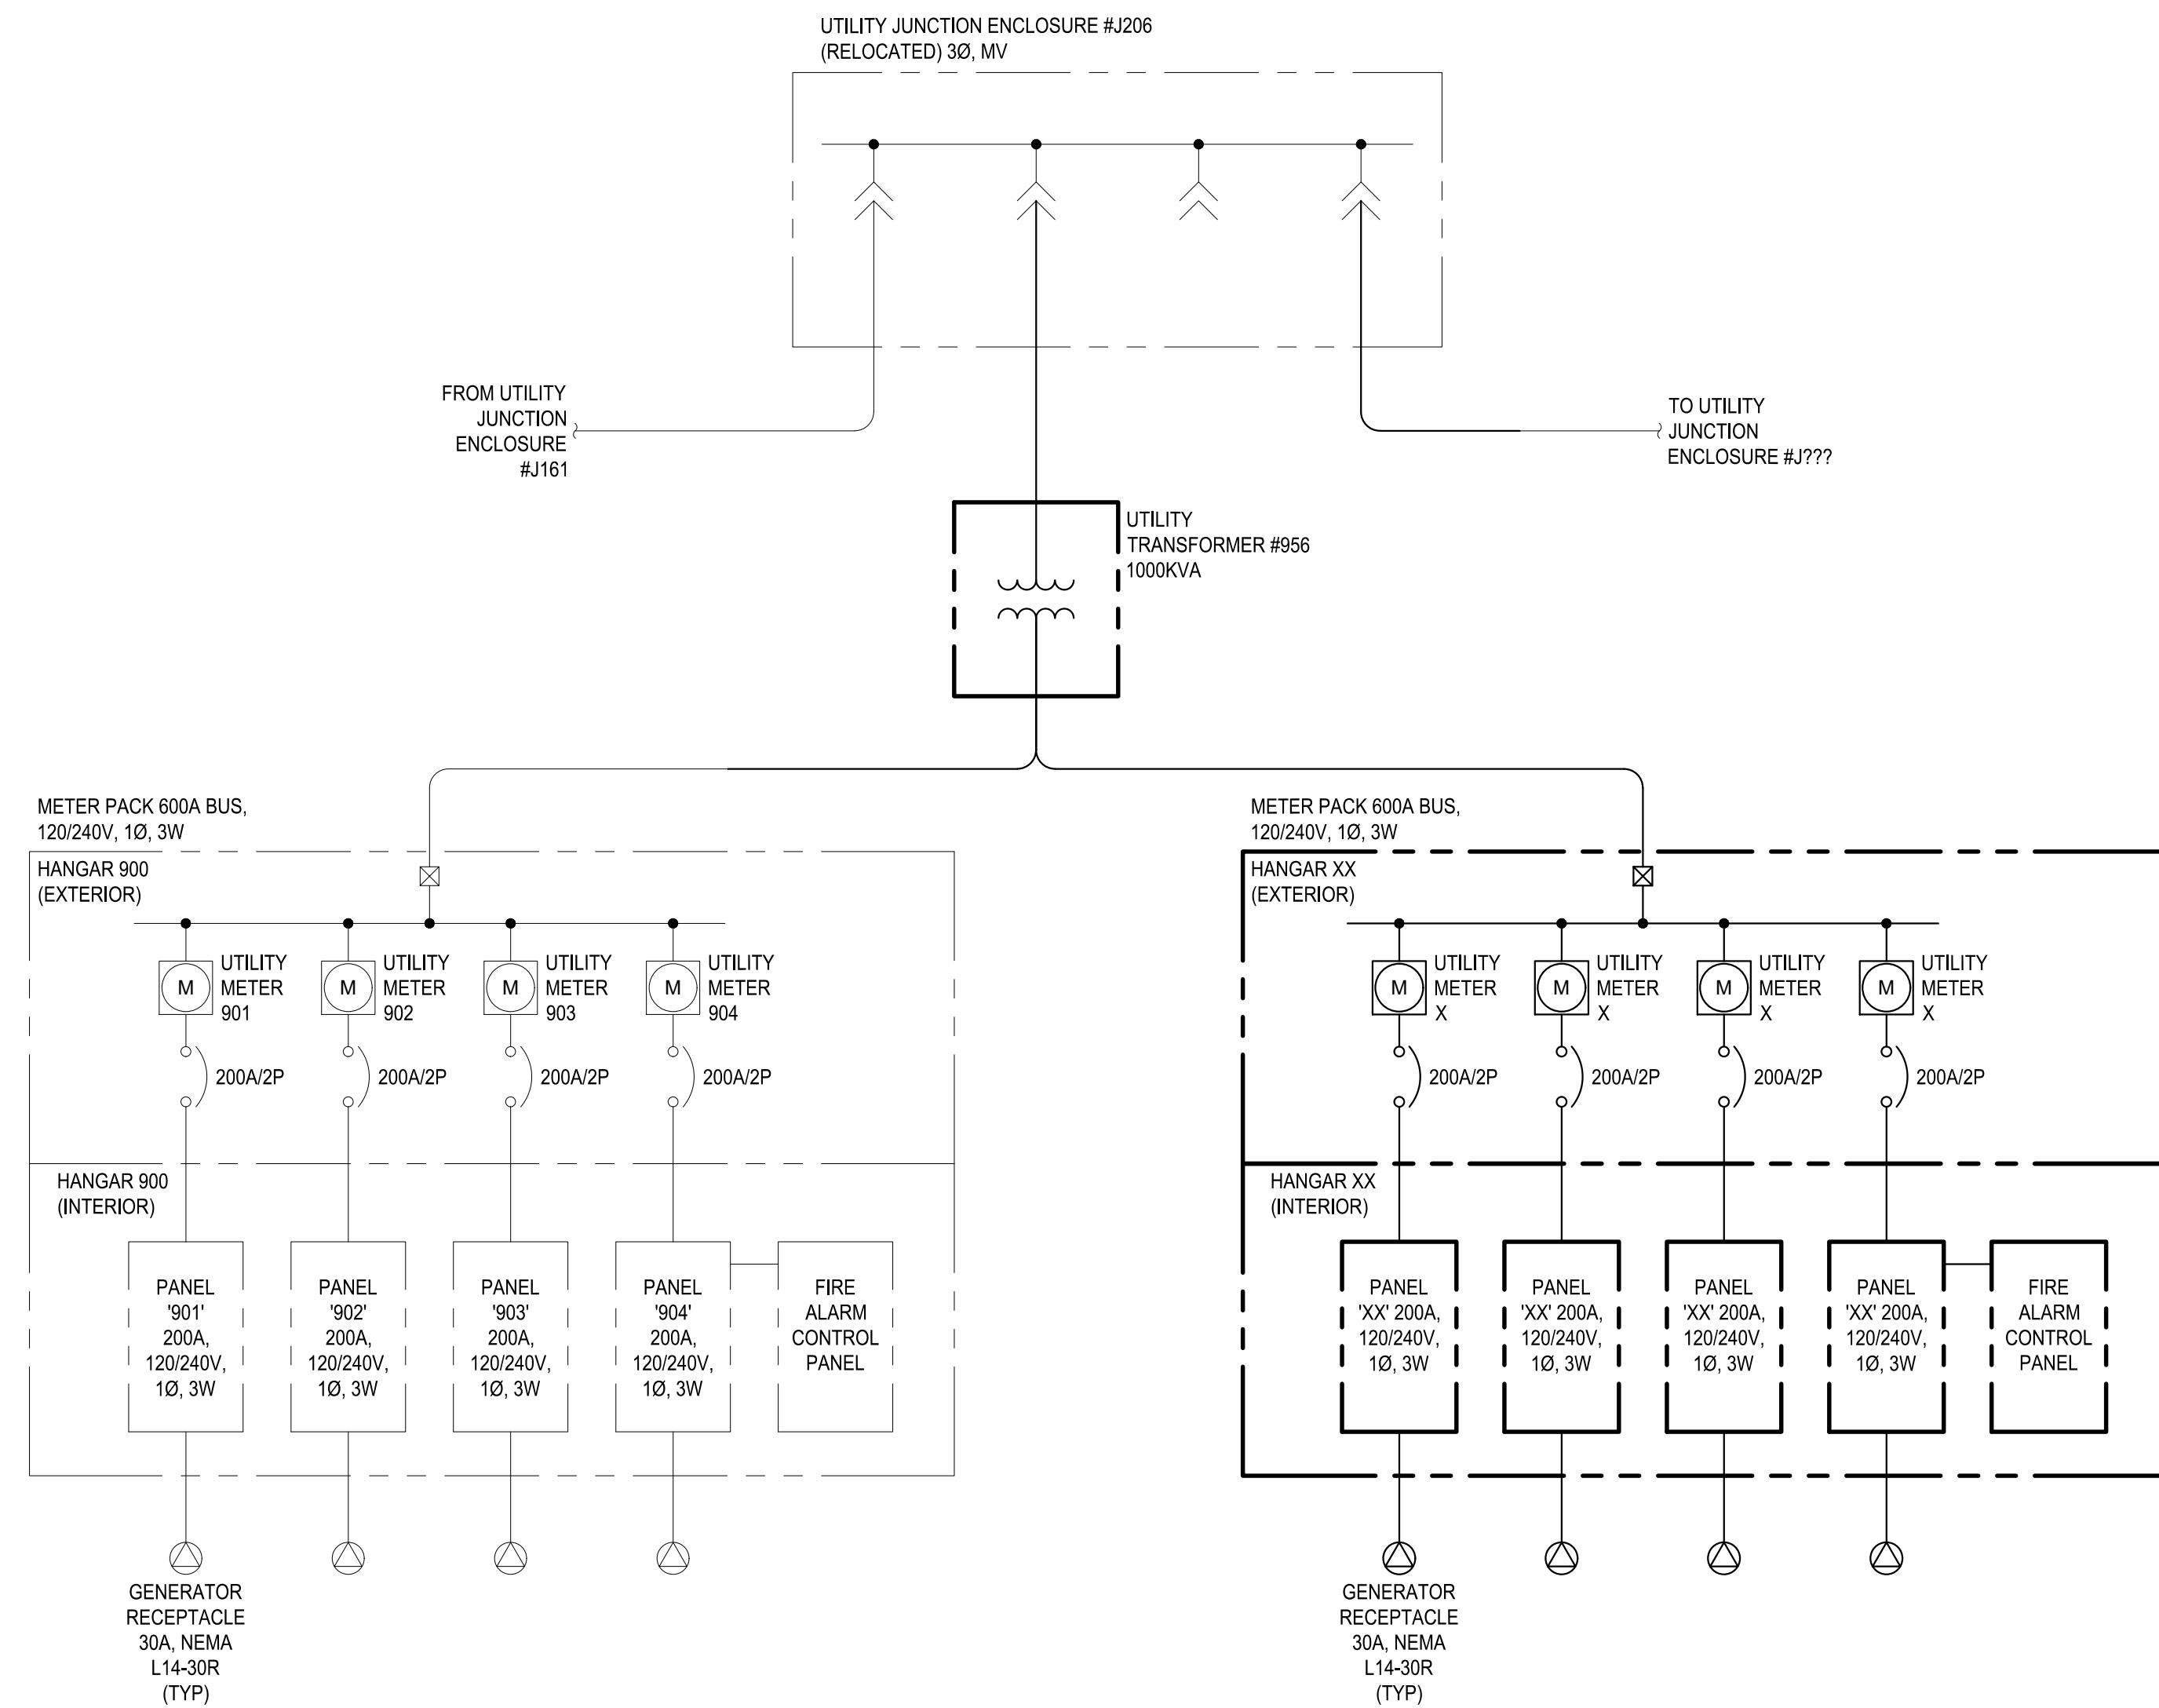 UTILITY JUNCTION ENCLOSURE #J206
(RELOCATED) 3Ø, MV
FROM UTILITY
JUNCTION
ENCLOSURE
#J161
TO UTILITY
JUNCTION
ENCLOSURE #J???
UTILITY
TRANSFORMER #956
1000KVA
METER PACK 600A BUS,
120/240V, 1Ø, 3W
HANGAR 900
(EXTERIOR)
UTILITY
METER
901
M
UTILITY
METER
902
M
UTILITY
METER
903
M
UTILITY
METER
904
M
200A/2P
200A/2P
200A/2P
200A/2P
HANGAR 900
(INTERIOR)
PANEL
'901'
200A,
120/240V,
1Ø, 3W
PANEL
'902'
200A,
120/240V,
1Ø, 3W
PANEL
'903'
200A,
120/240V,
1Ø, 3W
PANEL
'904'
200A,
120/240V,
1Ø, 3W
FIRE
ALARM
CONTROL
PANEL
GENERATOR
RECEPTACLE
30A, NEMA
L14-30R
(TYP)
METER PACK 600A BUS,
120/240V, 1Ø, 3W
HANGAR XX
(EXTERIOR)
M
UTILITY
METER
X
M
UTILITY
METER
X
M
UTILITY
METER
X
M
UTILITY
METER
X
200A/2P
200A/2P
200A/2P
200A/2P
HANGAR XX
(INTERIOR)
PANEL
'XX' 200A,
120/240V,
1Ø, 3W
PANEL
'XX' 200A,
120/240V,
1Ø, 3W
PANEL
'XX' 200A,
120/240V,
1Ø, 3W
PANEL
'XX' 200A,
120/240V,
1Ø, 3W
FIRE
ALARM
CONTROL
PANEL
GENERATOR
RECEPTACLE
30A, NEMA
L14-30R
(TYP)